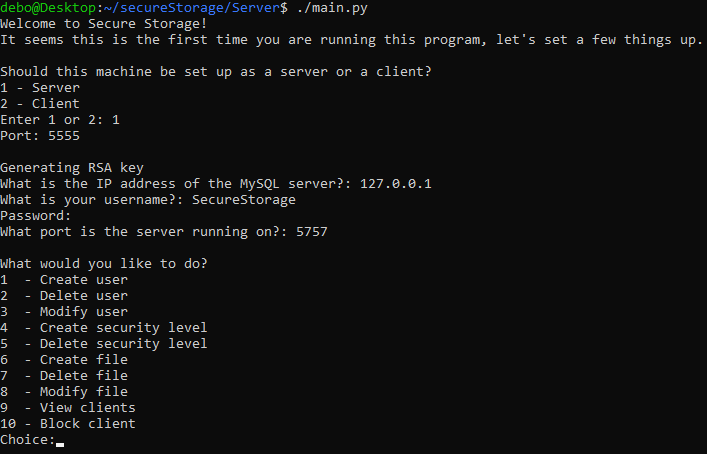 debo@Desktop:~/secureStorage/Server$ ./main.py
Welcome to Secure Storage!
It seems this is the first time you are running this program, let's set a few things up.

Should this machine be set up as a server or a client?
1 - Server
2 - Client
Enter 1 or 2: 1
Port: 5555

Generating RSA key
What is the IP address of the MySQL server?: 127.0.0.1
What is your username?: SecureStorage
Password:
What port is the server running on?: 5757

What would you like to do?
1  - Create user
2  - Delete user
3  - Modify user
4  - Create security level
5  - Delete security level
6  - Create file
7  - Delete file
8  - Modify file
9  - View clients
10 - Block client
Choice: